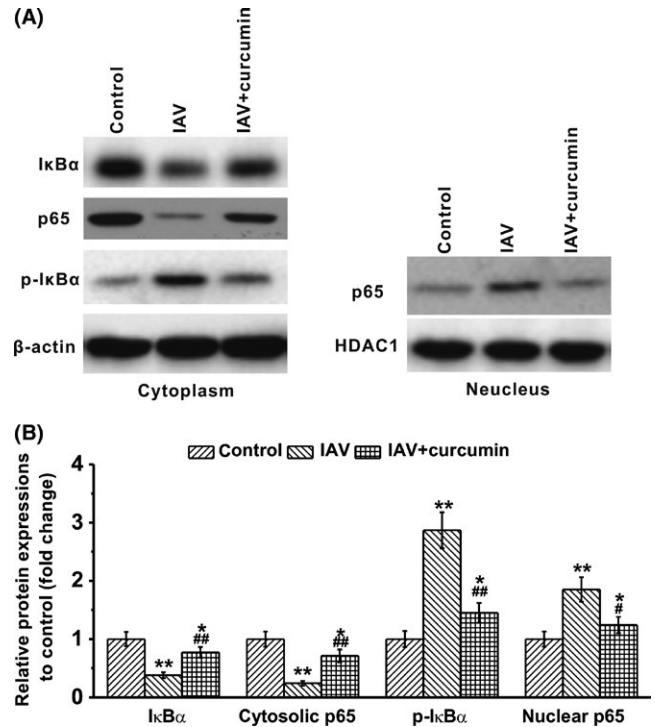 (A)
Control
IAV
IAV+curcumin
IκBα
p65
p-IκBα
β-actin
Cytoplasm
Control
IAV
IAV+curcumin
p65
HDAC1
Neucleus
(B)
Control IAV IAV+curcumin
Relative protein expressions
to control (fold change)
4
3
2
1
0
**
*
##
**
*
##
**
*
##
**
*
#
IκBα Cytosolic p65 p-IκBα Nuclear p65